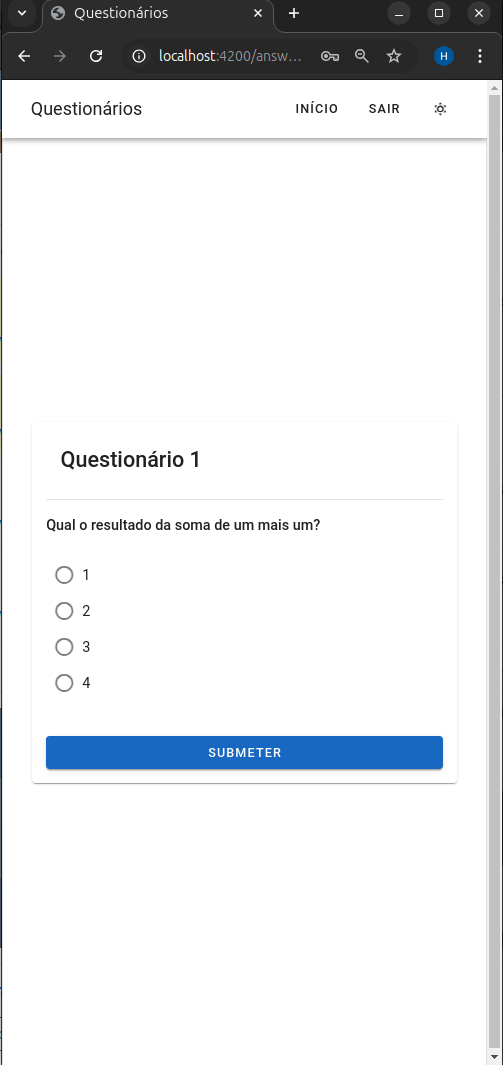 Questionários
localhost:4200/answ...
H
Questionários INÍCIO SAIR
Questionário 1
Qual o resultado da soma de um mais um?
1
2
3
4
SUBMETER